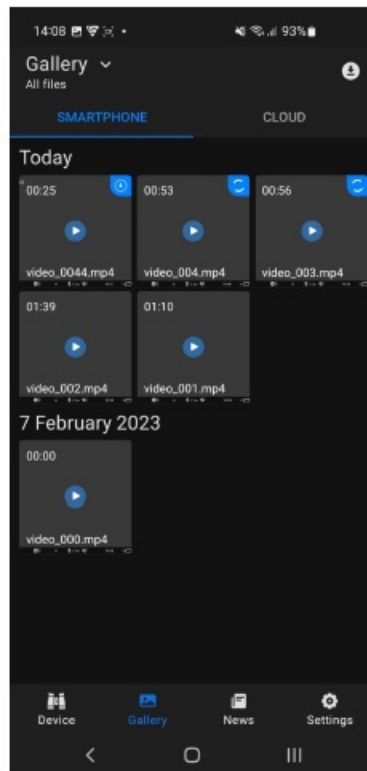 14:08
93%
Gallery
All files
SMARTPHONE CLOUD
Today
00:25 00:53 00:56
video_0044.mp4 video_004.mp4 video_003.mp4
01:39 01:10
video_002.mp4 video_001.mp4
7 February 2023
00:00
video_000.mp4
Device Gallery News Settings